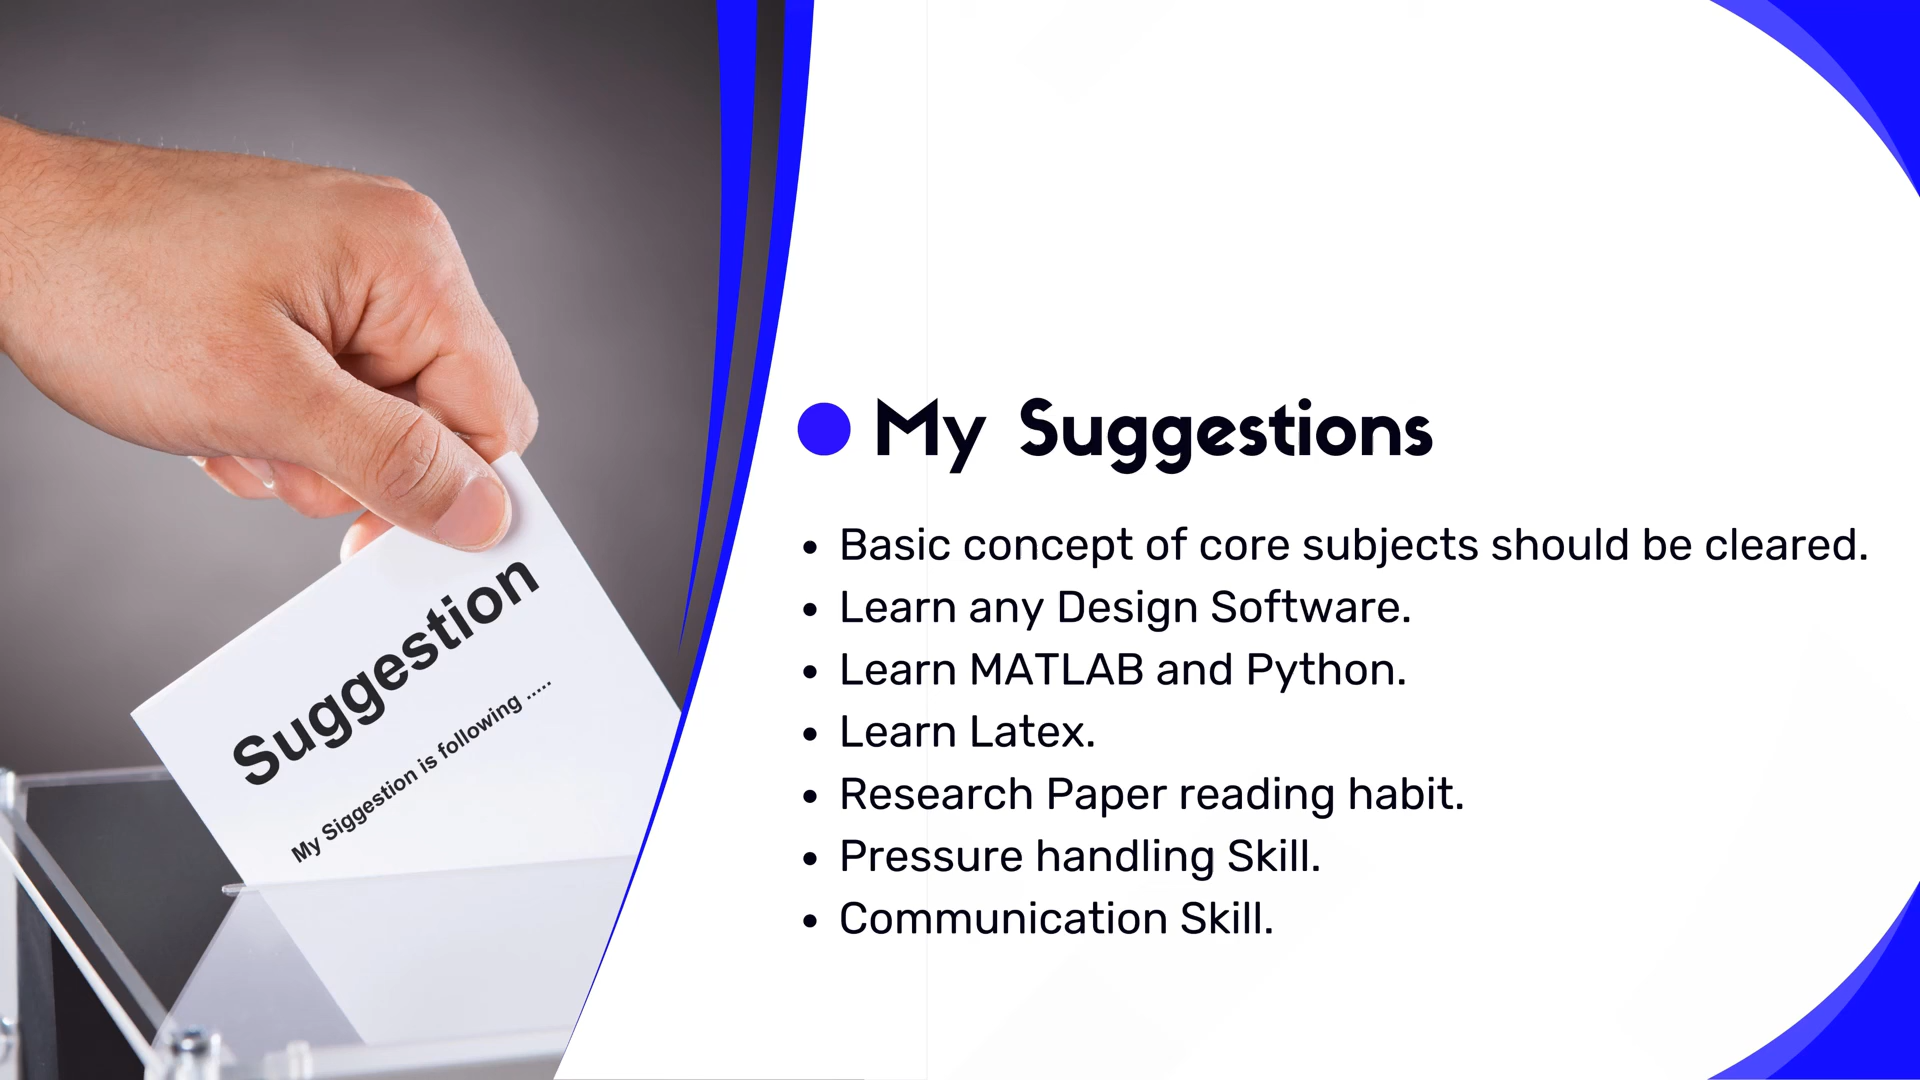 Suggestion
My Siggestion is following .....
My Suggestions
• Basic concept of core subjects should be cleared.
• Learn any Design Software.
• Learn MATLAB and Python.
• Learn Latex.
• Research Paper reading habit.
• Pressure handling Skill.
• Communication Skill.